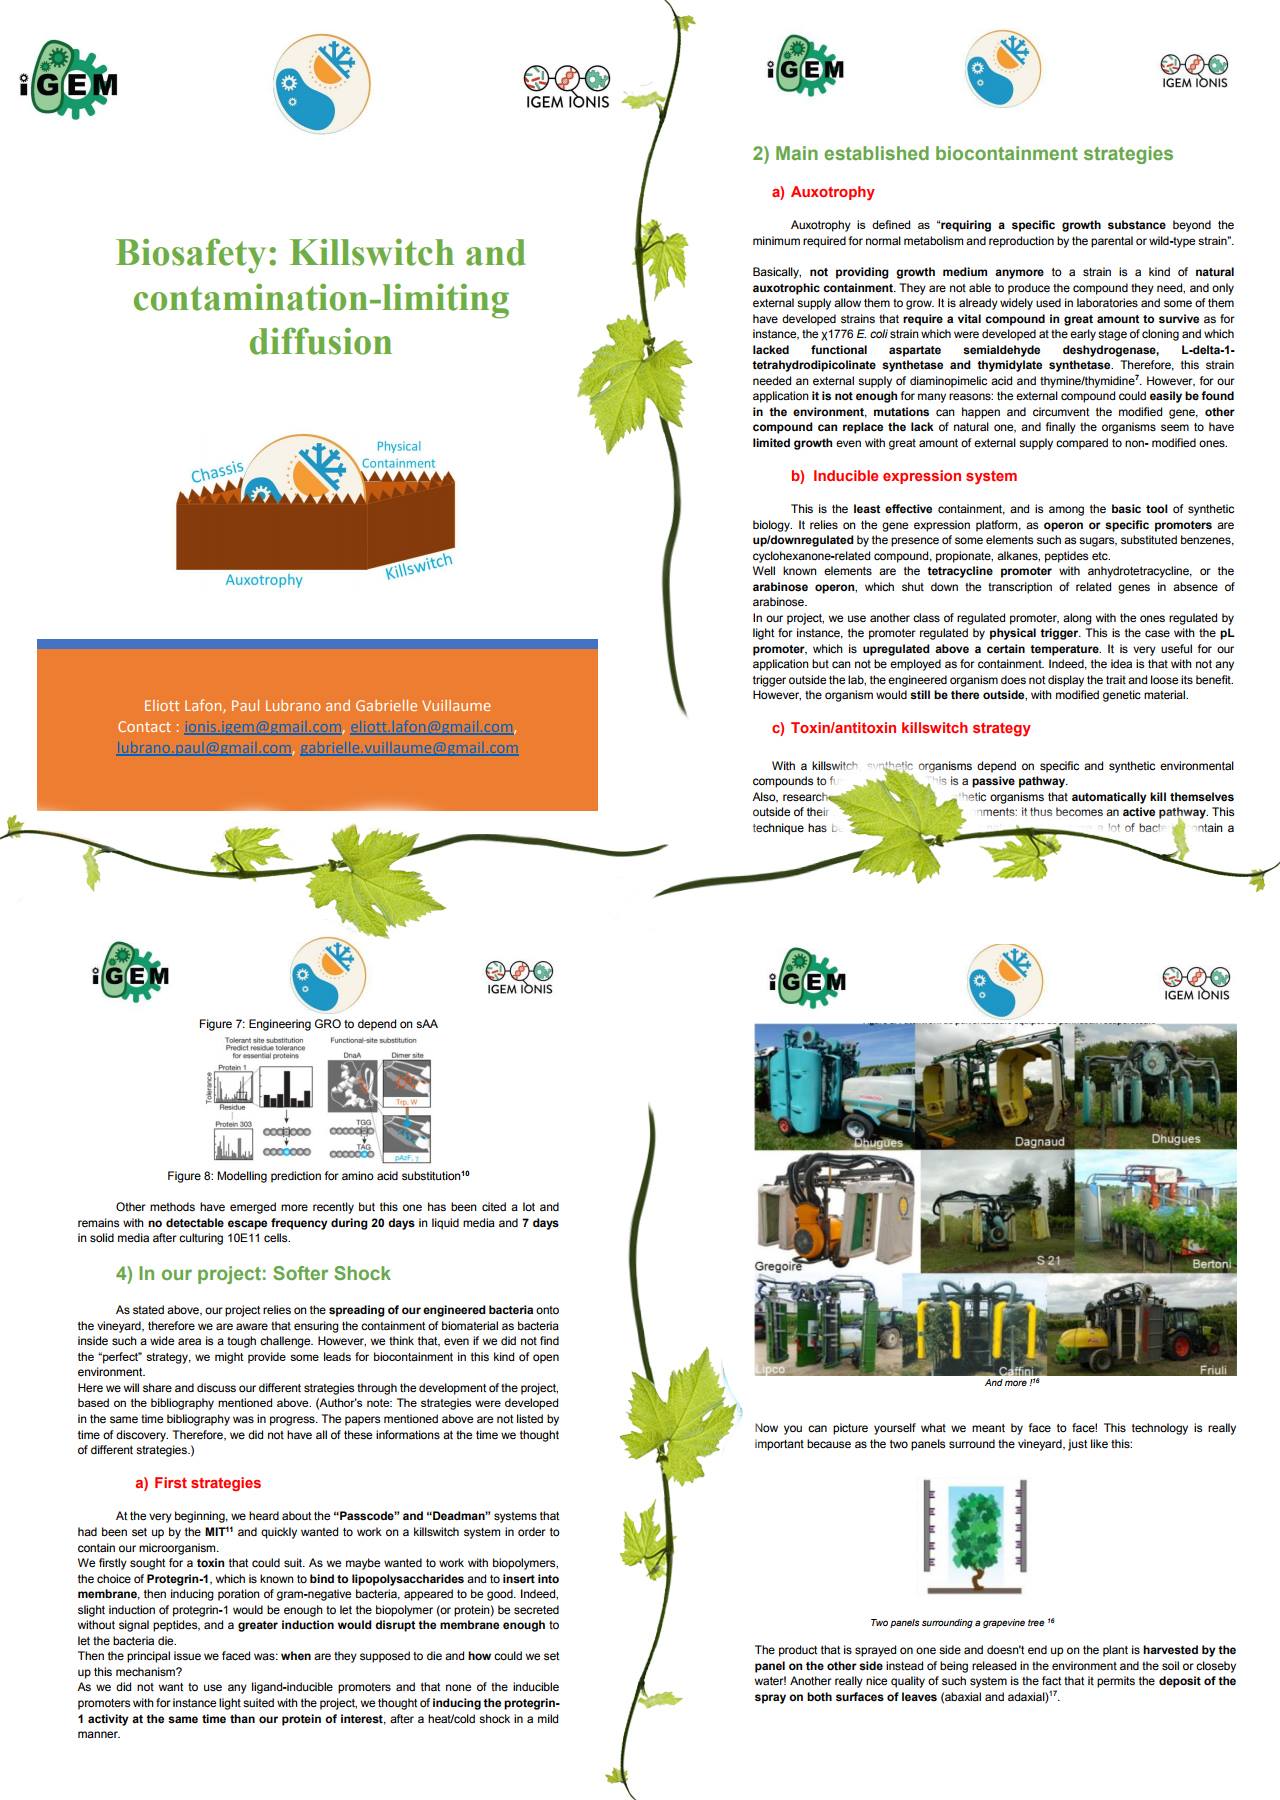 iGEM
IGEM IONIS
Biosafety: Killswitch and
contamination-limiting
diffusion
Chassis
Physical
Containment
Auxotrophy
Killswitch
Eliott Lafon, Paul Lubrano and Gabrielle Vuillaume
Contact : ionis.igem@gmail.com, eliott.lafon@gmail.com,
lubrano.paul@gmail.com, gabrielle.vuillaume@gmail.com
iGEM
IGEM IONIS
2) Main established biocontainment strategies
a) Auxotrophy
Auxotrophy is defined as “requiring a specific growth substance beyond the
minimum required for normal metabolism and reproduction by the parental or wild-type strain”.
Basically, not providing growth medium anymore to a strain is a kind of natural
auxotrophic containment. They are not able to produce the compound they need, and only
external supply allow them to grow. It is already widely used in laboratories and some of them
have developed strains that require a vital compound in great amount to survive as for
instance, the χ1776 E. coli strain which were developed at the early stage of cloning and which
lacked functional aspartate semialdehyde deshydrogenase, L-delta-1-
tetrahydrodipicolinate synthetase and thymidylate synthetase. Therefore, this strain
needed an external supply of diaminopimelic acid and thymine/thymidine7. However, for our
application it is not enough for many reasons: the external compound could easily be found
in the environment, mutations can happen and circumvent the modified gene, other
compound can replace the lack of natural one, and finally the organisms seem to have
limited growth even with great amount of external supply compared to non- modified ones.
b) Inducible expression system
This is the least effective containment, and is among the basic tool of synthetic
biology. It relies on the gene expression platform, as operon or specific promoters are
up/downregulated by the presence of some elements such as sugars, substituted benzenes,
cyclohexanone-related compound, propionate, alkanes, peptides etc.
Well known elements are the tetracycline promoter with anhydrotetracycline, or the
arabinose operon, which shut down the transcription of related genes in absence of
arabinose.
In our project, we use another class of regulated promoter, along with the ones regulated by
light for instance, the promoter regulated by physical trigger. This is the case with the pL
promoter, which is upregulated above a certain temperature. It is very useful for our
application but can not be employed as for containment. Indeed, the idea is that with not any
trigger outside the lab, the engineered organism does not display the trait and loose its benefit.
However, the organism would still be there outside, with modified genetic material.
c) Toxin/antitoxin killswitch strategy
With a killswitch, synthetic organisms depend on specific and synthetic environmental
compounds to This is a passive pathway.
Also, synthetic organisms that automatically kill themselves
outside of their it thus becomes an active pathway. This
technique has a lot of
iGEM
IGEM IONIS
Figure 7: Engineering GRO to depend on sAA
Tolerant site substitution
Predict residue tolerance
for essential proteins
Functional-site substitution
Protein 1
Tolerance
Residue
Protein 303
DnaA
Dimer site
Trp, W
TGG
TAG
pAzF, γ
Figure 8: Modelling prediction for amino acid substitution10
Other methods have emerged more recently but this one has been cited a lot and
remains with no detectable escape frequency during 20 days in liquid media and 7 days
in solid media after culturing 10E11 cells.
4) In our project: Softer Shock
As stated above, our project relies on the spreading of our engineered bacteria onto
the vineyard, therefore we are aware that ensuring the containment of biomaterial as bacteria
inside such a wide area is a tough challenge. However, we think that, even if we did not find
the “perfect” strategy, we might provide some leads for biocontainment in this kind of open
environment.
Here we will share and discuss our different strategies through the development of the project,
based on the bibliography mentioned above. (Author’s note: The strategies were developed
in the same time bibliography was in progress. The papers mentioned above are not listed by
time of discovery. Therefore, we did not have all of these informations at the time we thought
of different strategies.)
a) First strategies
At the very beginning, we heard about the “Passcode” and “Deadman” systems that
had been set up by the MIT11 and quickly wanted to work on a killswitch system in order to
contain our microorganism.
We firstly sought for a toxin that could suit. As we maybe wanted to work with biopolymers,
the choice of Protegrin-1, which is known to bind to lipopolysaccharides and to insert into
membrane, then inducing poration of gram-negative bacteria, appeared to be good. Indeed,
slight induction of protegrin-1 would be enough to let the biopolymer (or protein) be secreted
without signal peptides, and a greater induction would disrupt the membrane enough to
let the bacteria die.
Then the principal issue we faced was: when are they supposed to die and how could we set
up this mechanism?
As we did not want to use any ligand-inducible promoters and that none of the inducible
promoters with for instance light suited with the project, we thought of inducing the protegrin-
1 activity at the same time than our protein of interest, after a heat/cold shock in a mild
manner.
iGEM
IGEM IONIS
Dhugues
Dagnaud
Dhugues
Gregoire
S 21
Bertoni
Lipco
Caffini
Friuli
And more !16
Now you can picture yourself what we meant by face to face! This technology is really
important because as the two panels surround the vineyard, just like this:
Two panels surrounding a grapevine tree 16
The product that is sprayed on one side and doesn't end up on the plant is harvested by the
panel on the other side instead of being released in the environment and the soil or closeby
water! Another really nice quality of such system is the fact that it permits the deposit of the
spray on both surfaces of leaves (abaxial and adaxial)17.